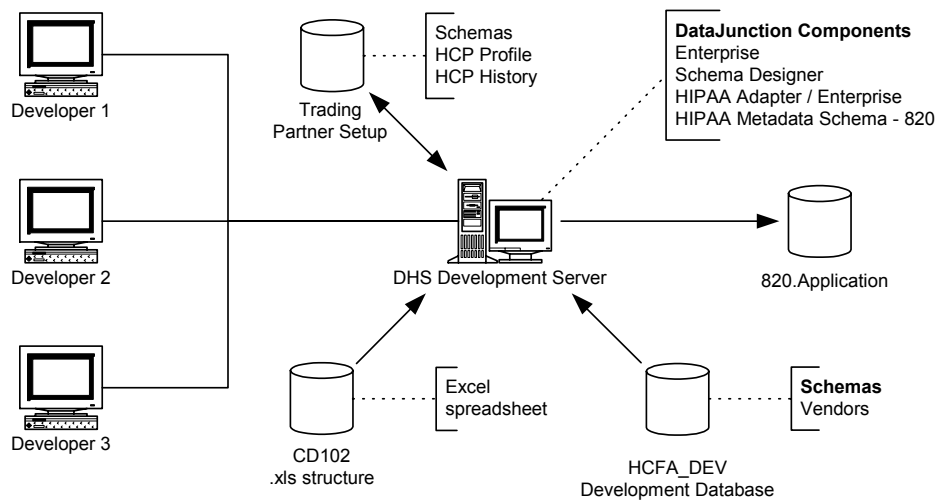 Schemas
HCP Profile
HCP History
DataJunction Components
Enterprise
Schema Designer
HIPAA Adapter / Enterprise
HIPAA Metadata Schema - 820
Developer 1
Trading
Partner Setup
Developer 2
DHS Development Server
820.Application
Developer 3
CD102
.xls structure
Excel
spreadsheet
HCFA_DEV
Development Database
Schemas
Vendors